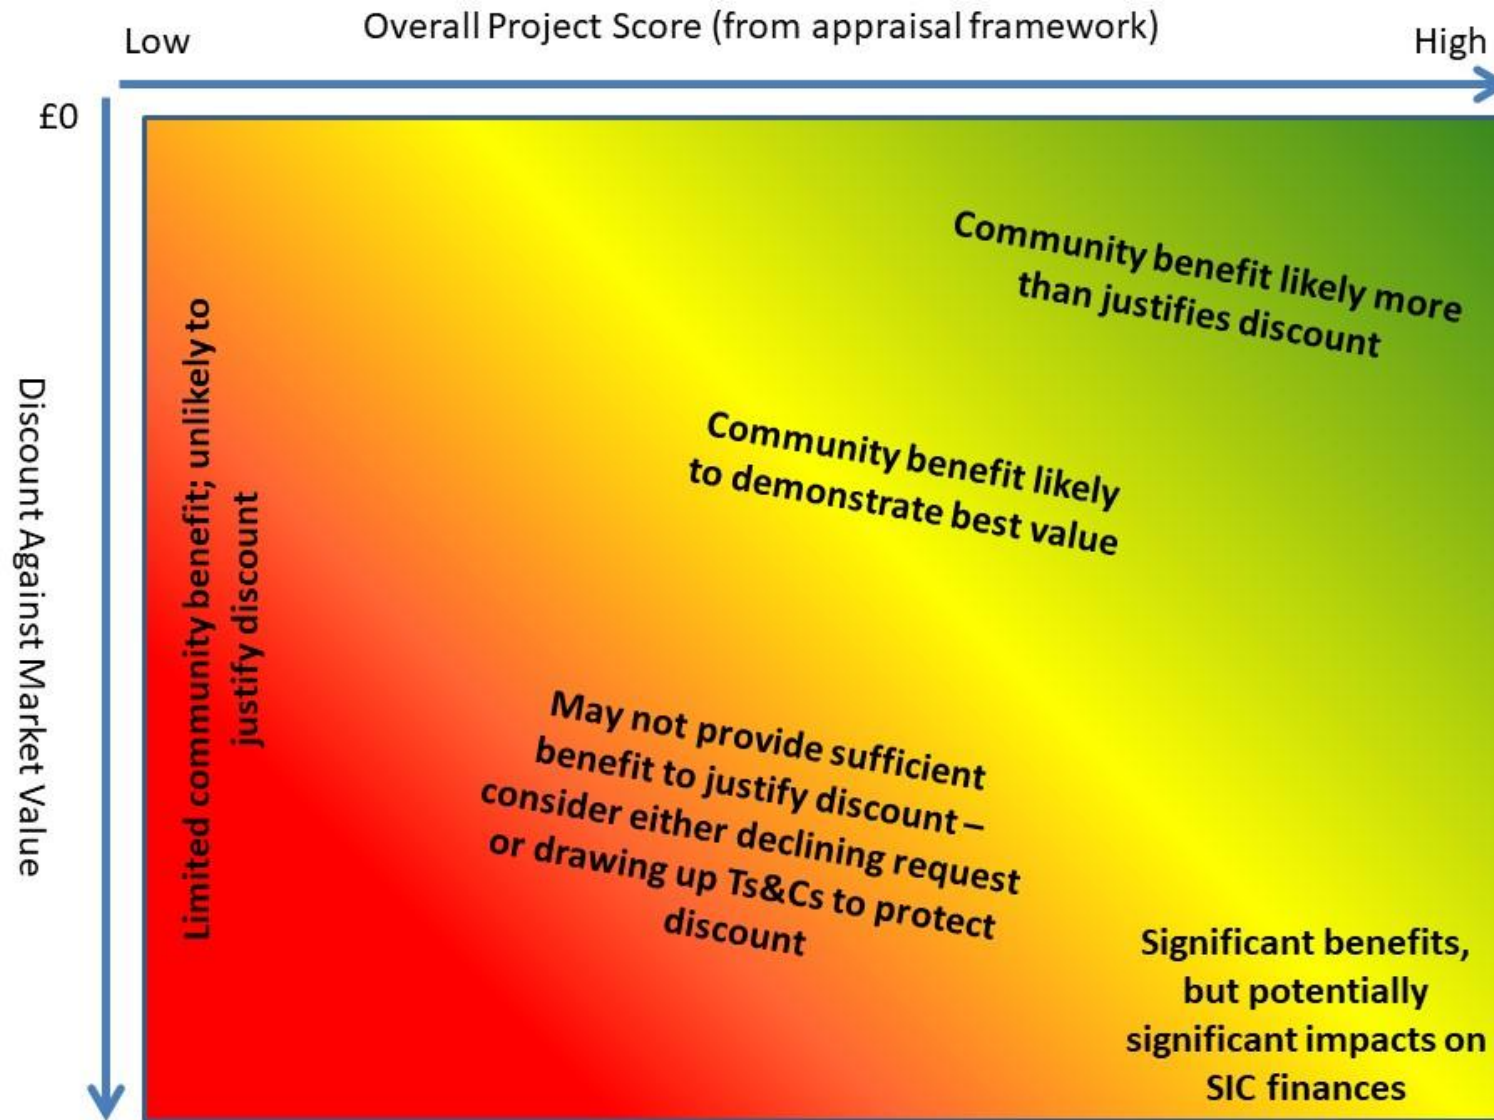 Overall Project Score (from appraisal framework)
Low
High
£0
Discount Against Market Value
Limited community benefit; unlikely to
justify discount
Community benefit likely more
than justifies discount
Community benefit likely
to demonstrate best value
May not provide sufficient
benefit to justify discount –
consider either declining request
or drawing up Ts&Cs to protect
discount
Significant benefits,
but potentially
significant impacts on
SIC finances